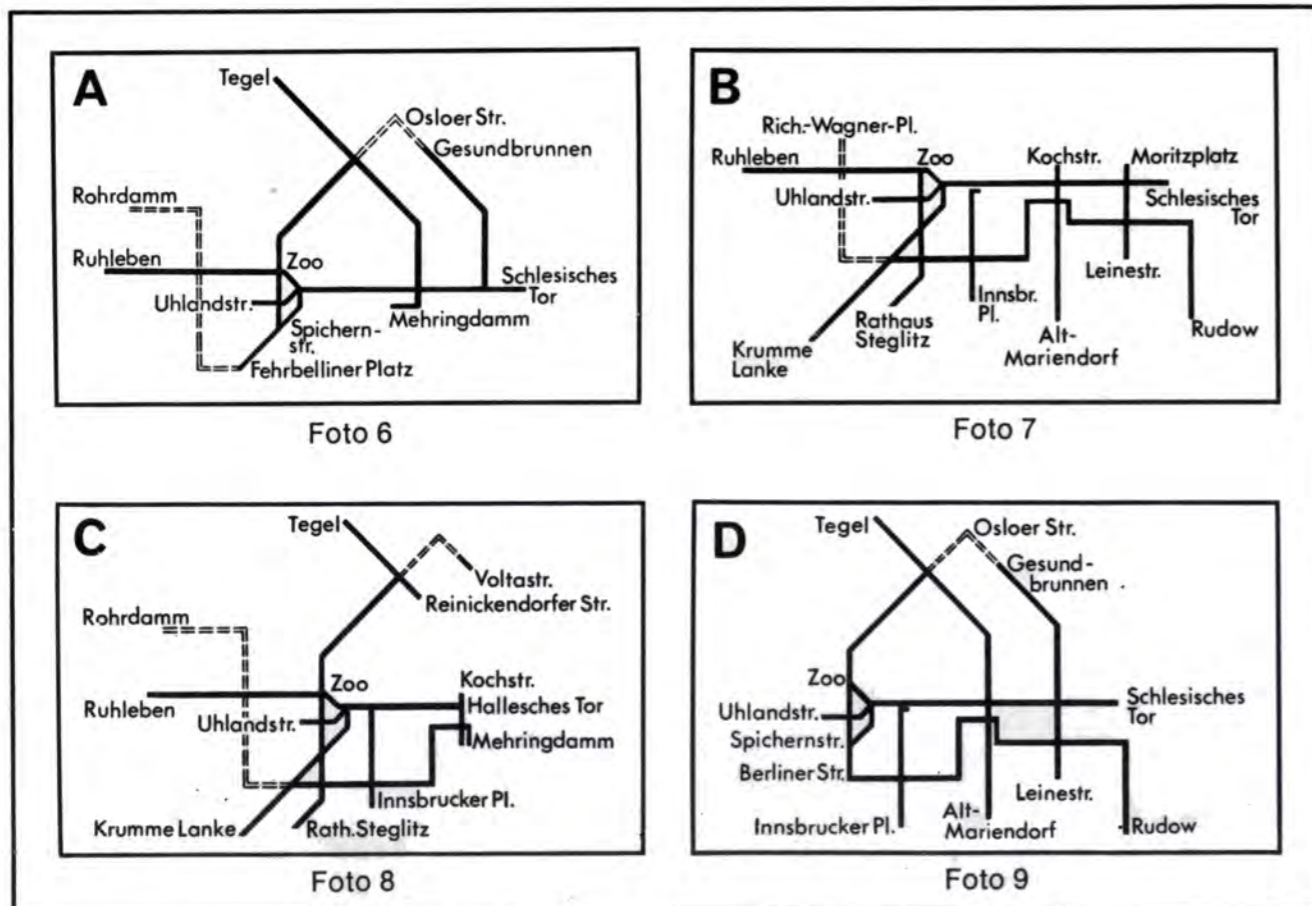 A
Tegel
Osloer Str.
Gesundbrunnen
Rohrdamm
Ruhleben
Zoo
Schlesisches
Tor
Uhlandstr.
Mehringdamm
Spichern-
str.
Fehrbelliner Platz
Foto 6
B
Rich.-Wagner-Pl.
Ruhleben
Zoo
Kochstr.
Moritzplatz
Uhlandstr.
Schlesisches
Tor
Leinestr.
Innsbr.
Pl.
Rathaus
Steglitz
Rudow
Krumme
Lanke
Alt-
Mariendorf
Foto 7
C
Tegel
Voltastr.
Reinickendorfer Str.
Rohrdamm
Zoo
Kochstr.
Ruhleben
Uhlandstr.
Hallesches Tor
Mehringdamm
Innsbrucker Pl.
Krumme Lanke
Rath.Steglitz
Foto 8
D
Tegel
Osloer Str.
Gesund-
brunnen
Zoo
Schlesisches
Tor
Uhlandstr.
Spichernstr.
Berliner Str.
Leinestr.
Innsbrucker Pl.
Alt-
Mariendorf
Rudow
Foto 9